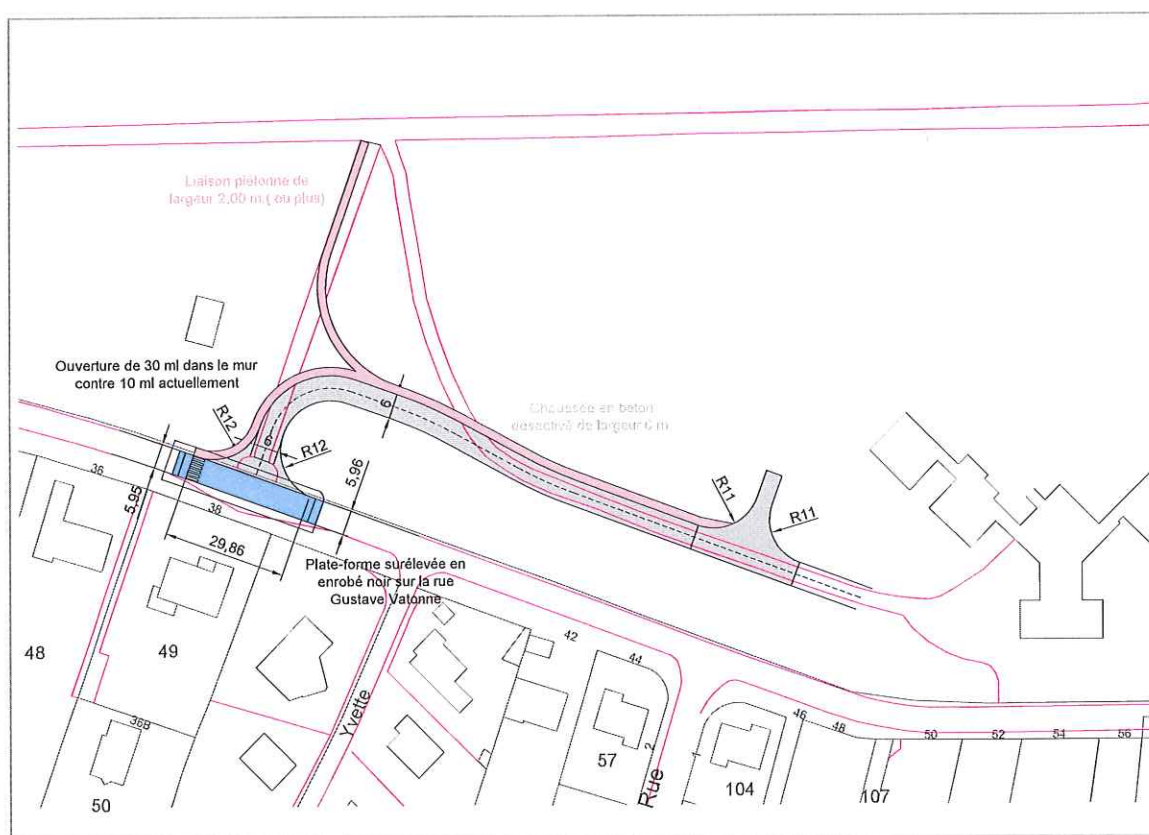 Liaison piétonne de
largeur 2,00 m ( ou plus)
Ouverture de 30 ml dans le mur
contre 10 ml actuellement
Chaussée en béton
désactivé de largeur 6 m
6
R12
6
R12
5,96
5,95
29,86
R11
R11
Plate-forme surélevée en
enrobé noir sur la rue
Gustave Vatonne
36
38
48
49
36B
50
Yvette
42
44
57
2
Rue
1
104
46
48
107
50
52
54
56